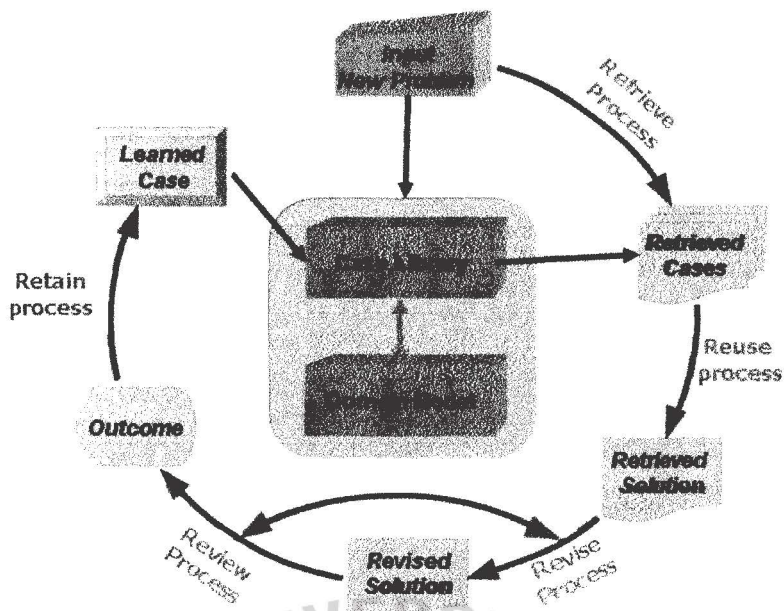 Input
New Problem
Retrieve
process
Learned
Case
Retrieved
Cases
Retain
process
Reuse
process
Outcome
Retrieved
Solution
Review
Process
Revised
Solution
Revise
Process